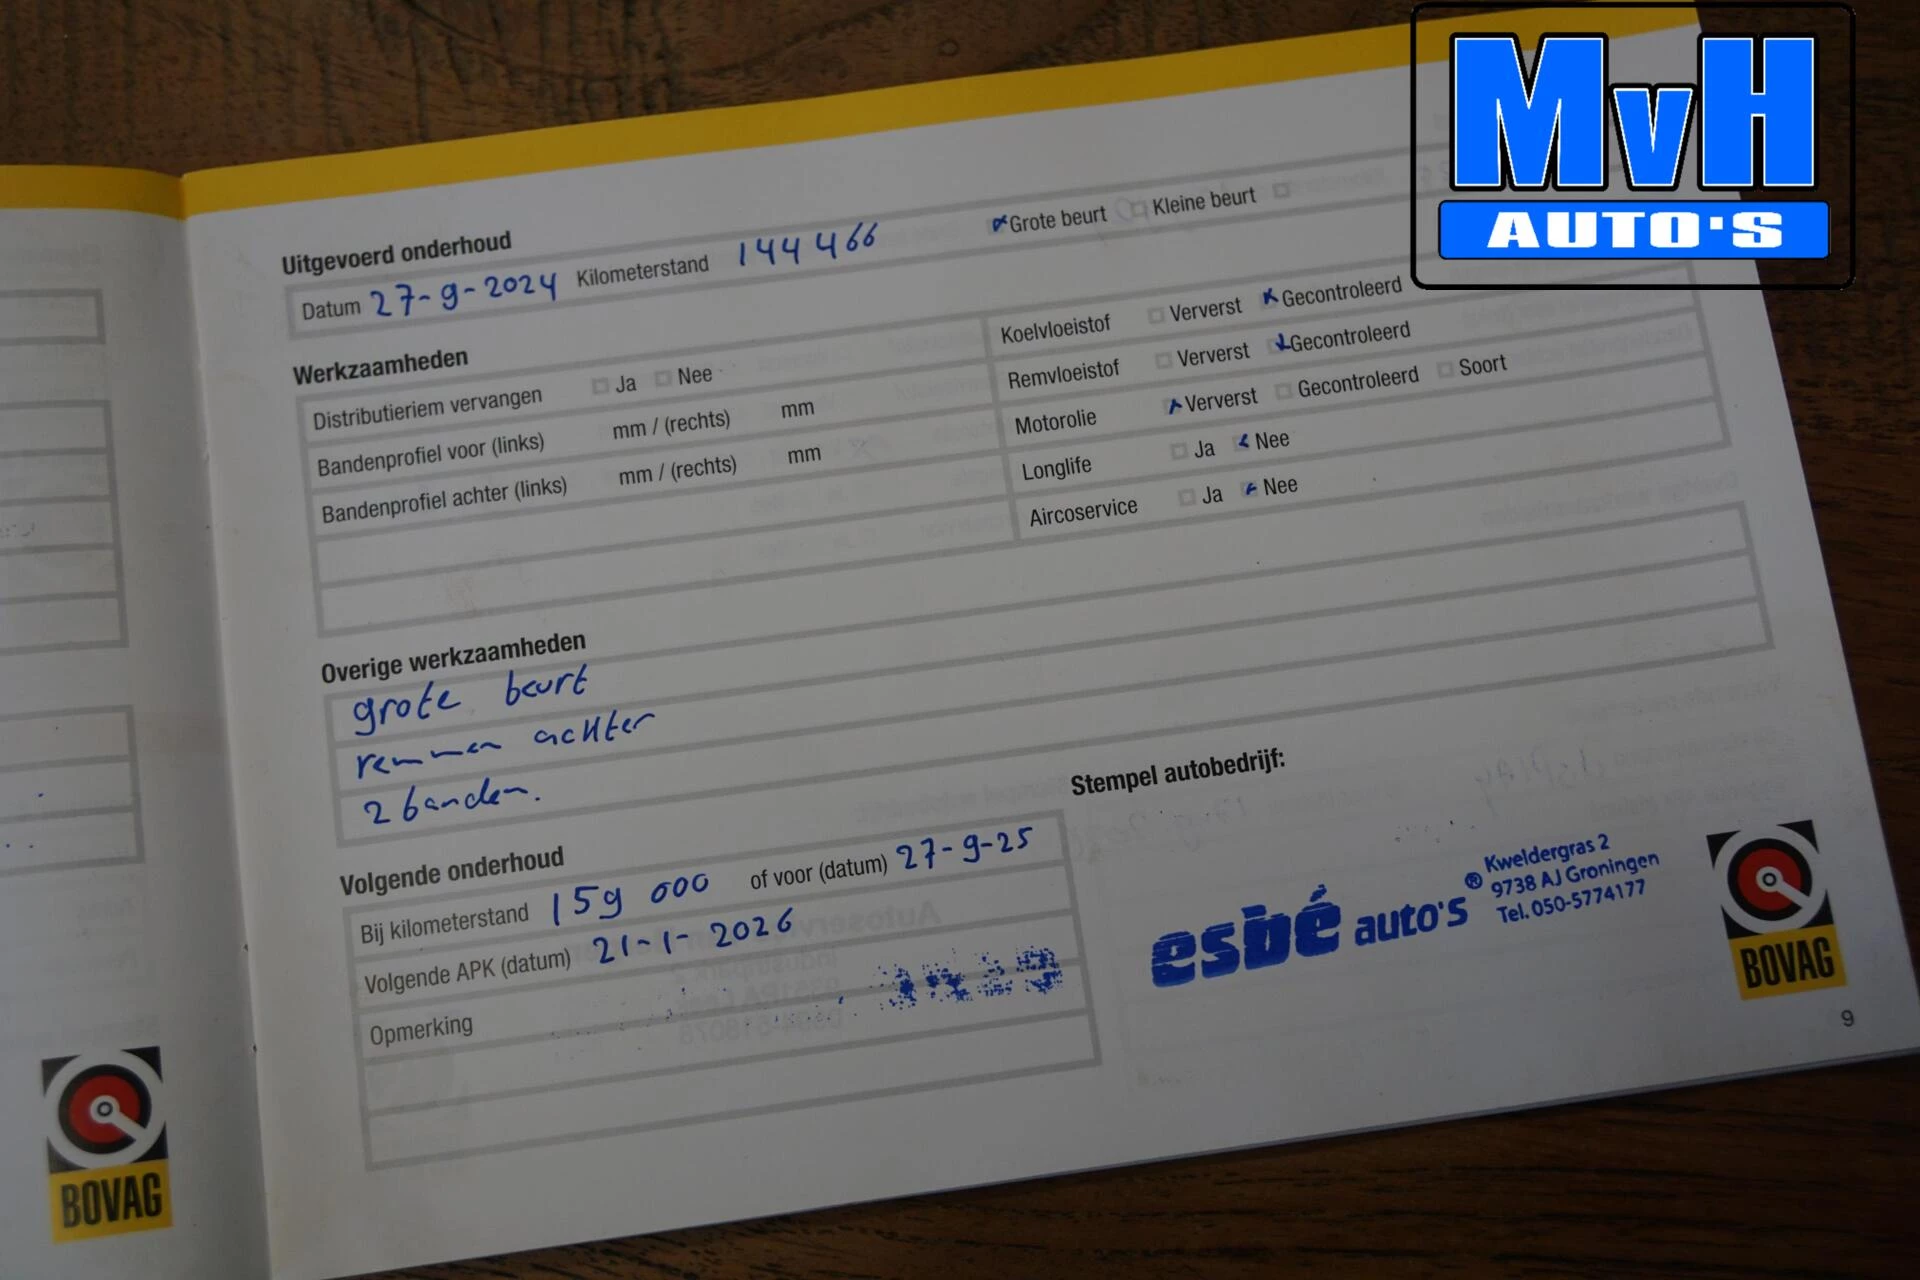 MvH
AUTO'S
Uitgevoerd onderhoud
Datum 27-9-2024 Kilometerstand 144466 Grote beurt Kleine beurt
Werkzaamheden
Distributieriem vervangen Ja Nee
Bandenprofiel voor (links) mm / (rechts) mm
Bandenprofiel achter (links) mm / (rechts) mm
Koelvloeistof Ververst Gecontroleerd
Remvloeistof Ververst Gecontroleerd
Motorolie Ververst Gecontroleerd Soort
Longlife Ja Nee
Aircoservice Ja Nee
Overige werkzaamheden
grote beurt
remmen achter
2 banden.
Volgende onderhoud
Bij kilometerstand 159 000 of voor (datum) 27-9-25
Volgende APK (datum) 21-1-2026
Opmerking
Stempel autobedrijf:
esbé auto's ®
Kweldergras 2
9738 AJ Groningen
Tel. 050-5774177
BOVAG
9
BOVAG